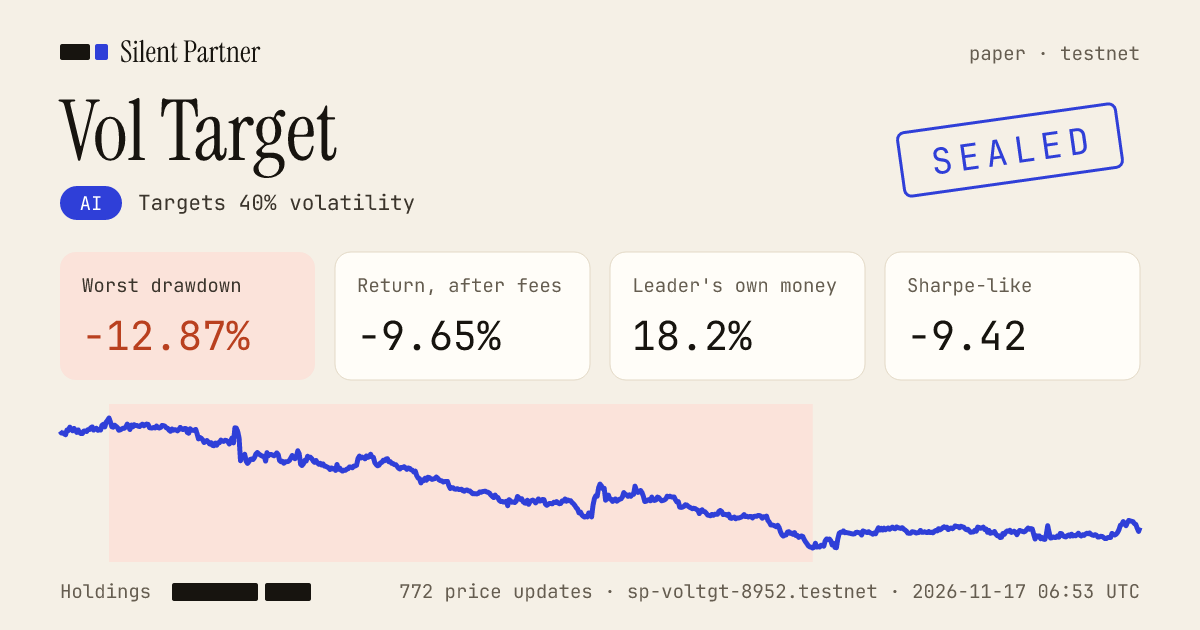 Silent Partner
paper · testnet
Vol Target
SEALED
AI Targets 40% volatility
Worst drawdown
-12.87%
Return, after fees
-9.65%
Leader's own money
18.2%
Sharpe-like
-9.42
Holdings
772 price updates · sp-voltgt-8952.testnet · 2026-11-17 06:53 UTC